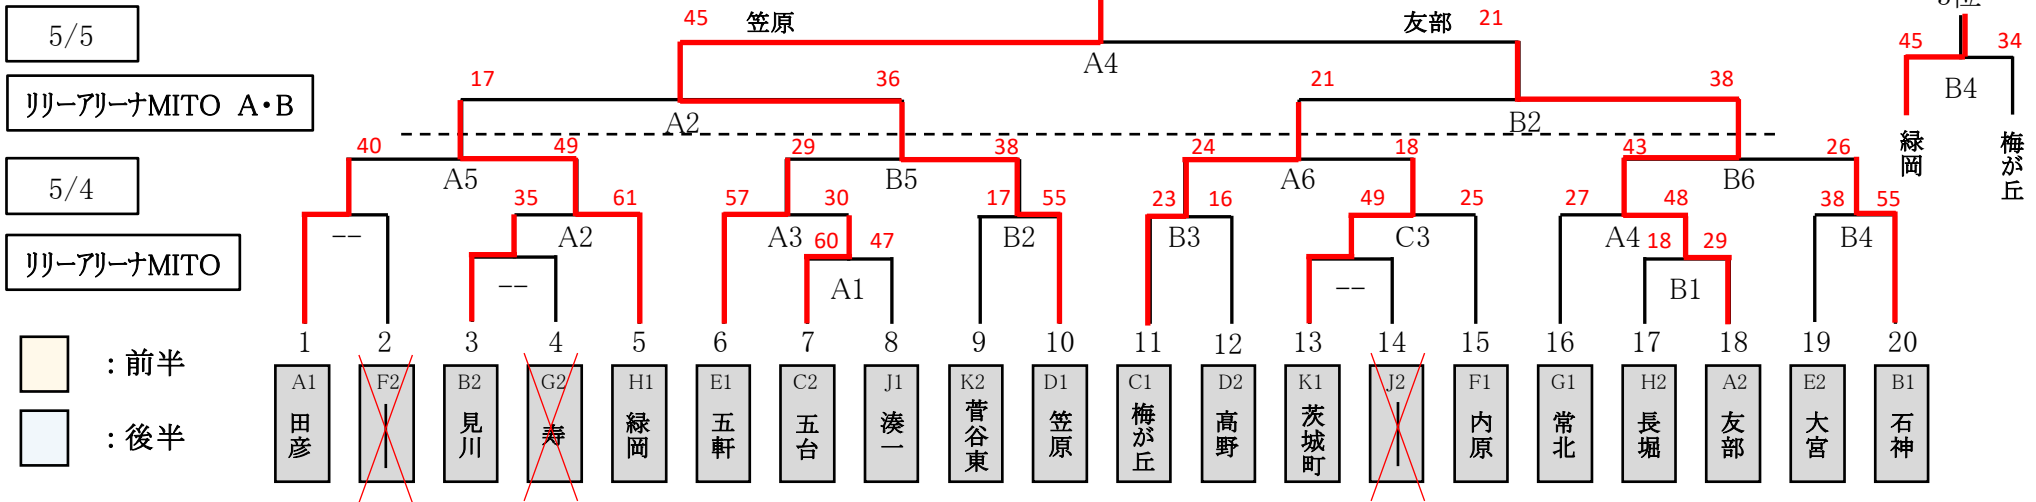 3位
45 笠原 友部 21
5/5
A4
45 34
B4
緑岡 梅が丘
17 36 21 38
リリーアリーナMITO A・B
A2 B2
40 49 29 38 24 18 43 26
5/4
A5 B5 A6 B6
35 61 57 30 17 55 23 16 49 25 27 48 38 55
-- A2 A3 B2 B3 C3 A4 B4
リリーアリーナMITO
60 47 18 29
-- A1 -- B1
1 2 3 4 5 6 7 8 9 10 11 12 13 14 15 16 17 18 19 20
:前半
:後半
A1 F2 B2 G2 H1 E1 C2 J1 K2 D1 C1 D2 K1 J2 F1 G1 H2 A2 E2 B1
田彦 ― 見川 寿 緑岡 五軒 五台 湊一 菅谷東 笠原 梅が丘 高野 茨城町 ― 内原 常北 長堀 友部 大宮 石神